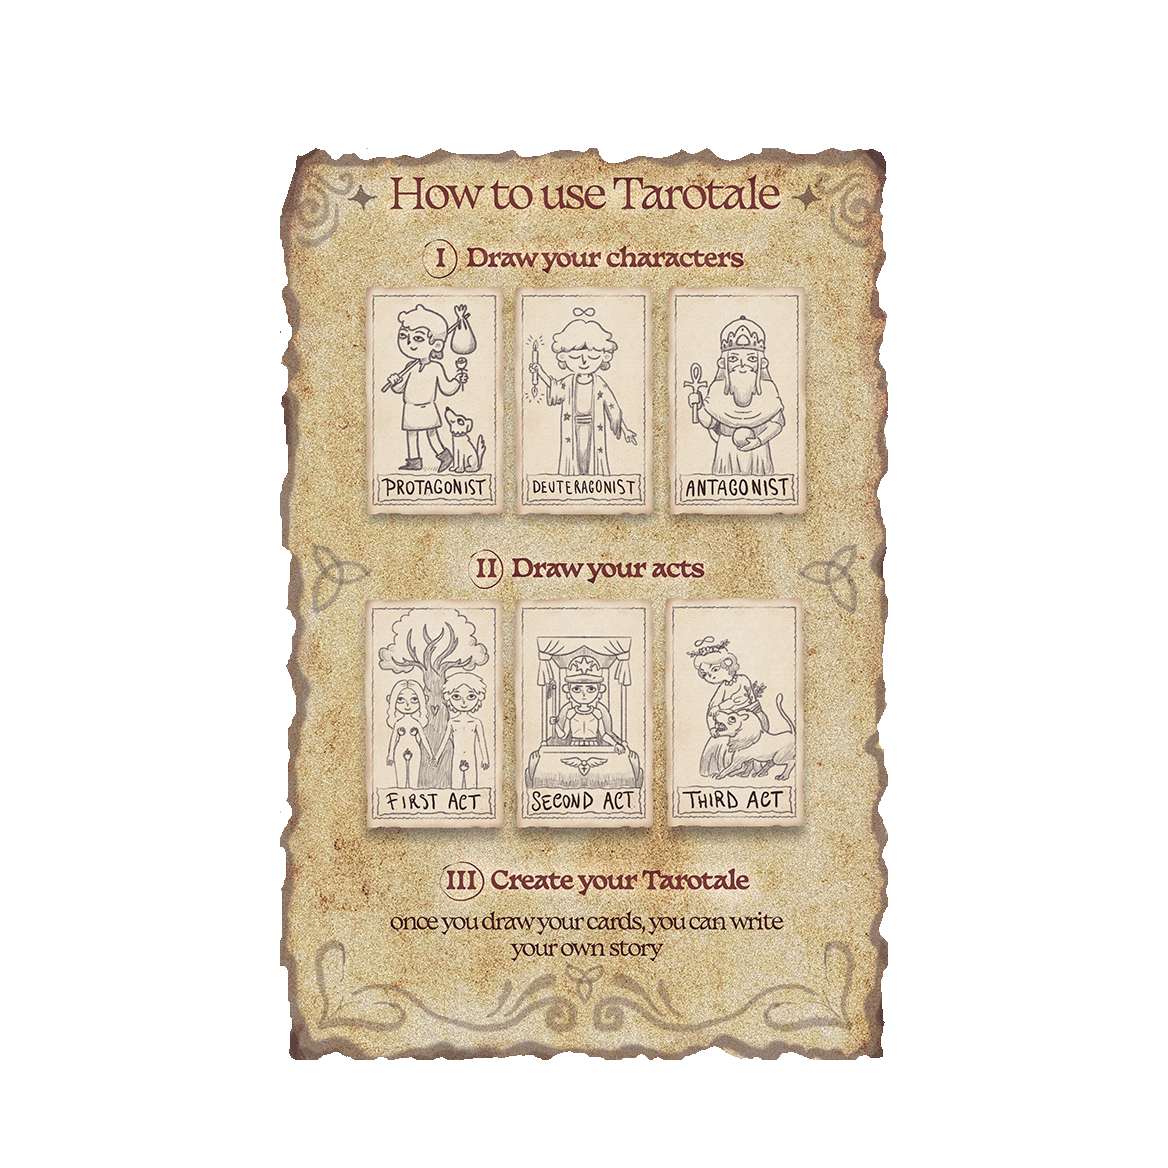 How to use Tarotale
I Draw your characters
PROTAGONIST
DEUTERAGONIST
ANTAGONIST
II Draw your acts
FIRST ACT
SECOND ACT
THIRD ACT
III Create your Tarotale
once you draw your cards, you can write
your own story